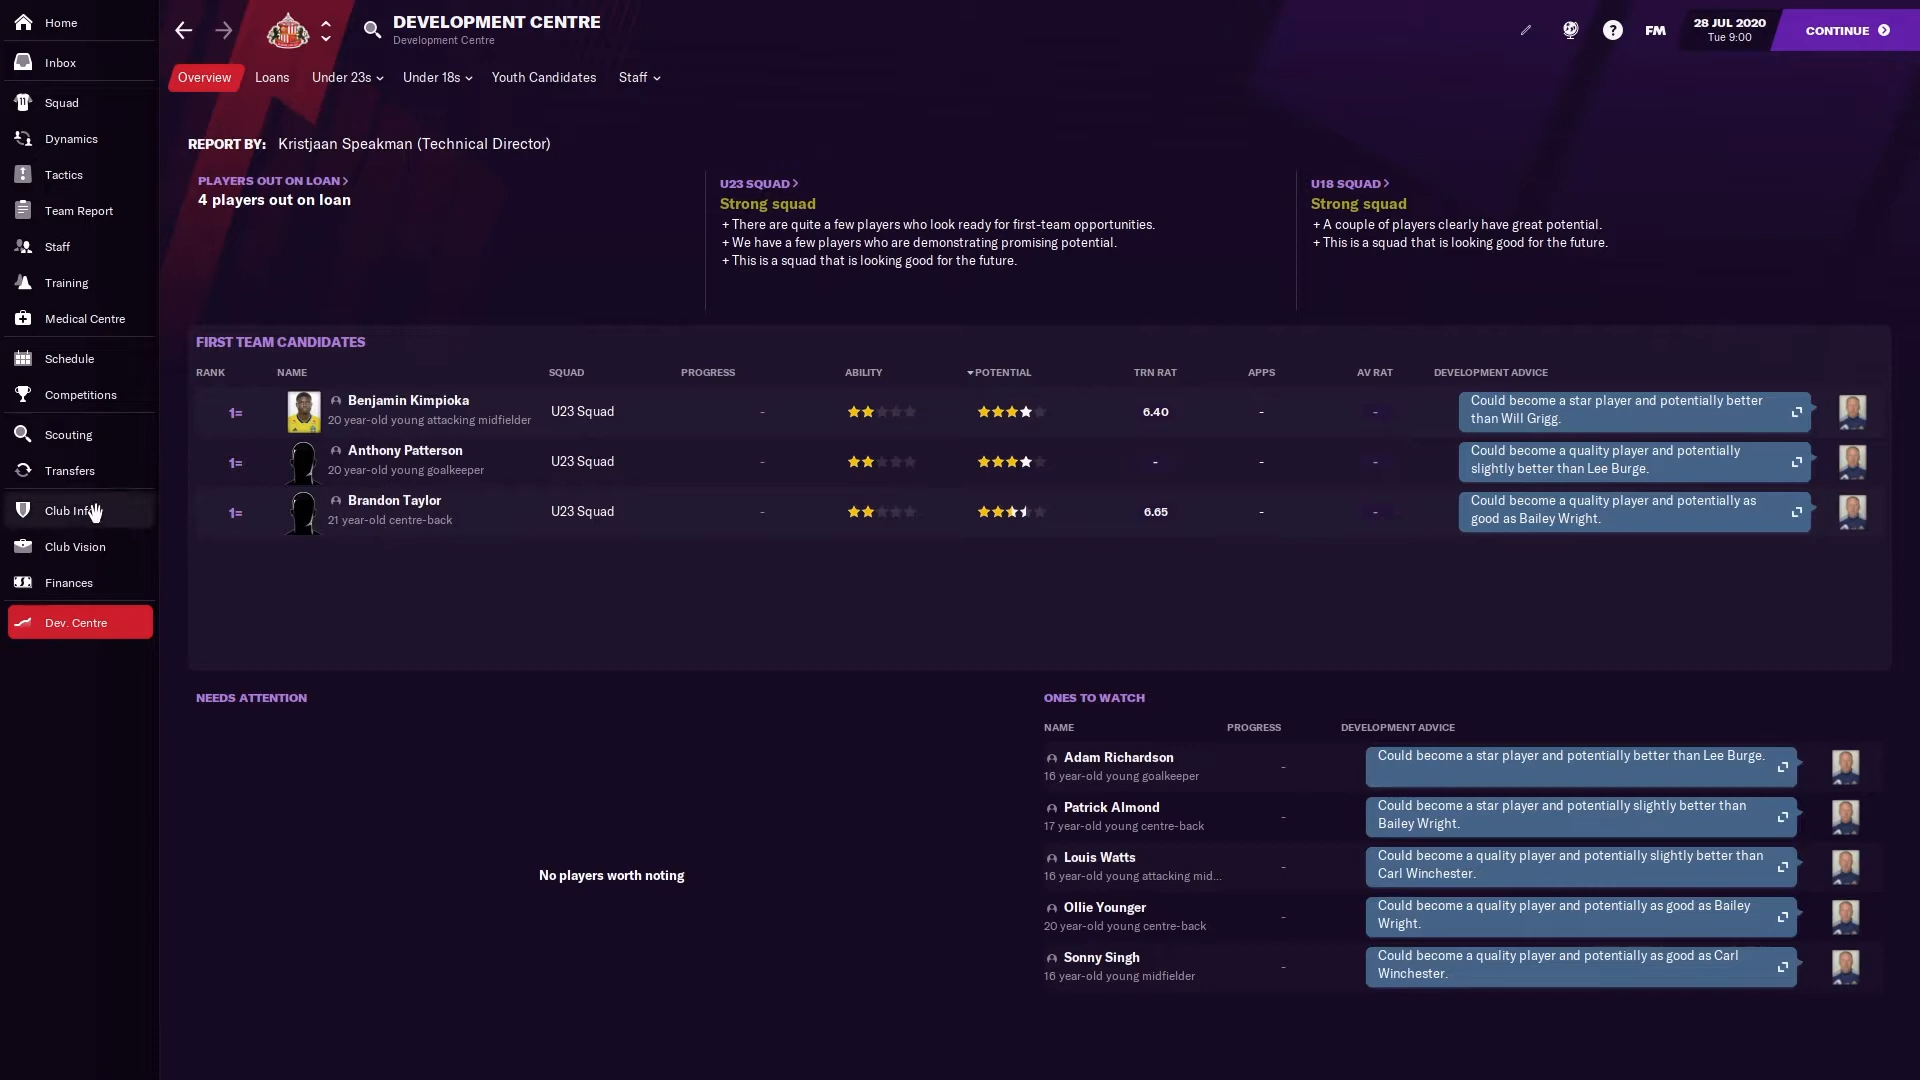 Home
Inbox
Squad
Dynamics
Tactics
Team Report
Staff
Training
Medical Centre
Schedule
Competitions
Scouting
Transfers
Club Inf
Club Vision
Finances
Dev. Centre
DEVELOPMENT CENTRE
Development Centre
FM
28 JUL 2020
Tue 9:00
CONTINUE
Overview Loans Under 23s Under 18s Youth Candidates Staff
REPORT BY: Kristjaan Speakman (Technical Director)
PLAYERS OUT ON LOAN >
4 players out on loan
U23 SQUAD >
Strong squad
+ There are quite a few players who look ready for first-team opportunities.
+ We have a few players who are demonstrating promising potential.
+ This is a squad that is looking good for the future.
U18 SQUAD >
Strong squad
+ A couple of players clearly have great potential.
+ This is a squad that is looking good for the future.
FIRST TEAM CANDIDATES
RANK NAME SQUAD PROGRESS ABILITY POTENTIAL TRN RAT APPS AV RAT DEVELOPMENT ADVICE
1= Benjamin Kimpioka U23 Squad - 6.40 - -
20 year-old young attacking midfielder
Could become a star player and potentially better
than Will Grigg.
1= Anthony Patterson U23 Squad - - - -
20 year-old young goalkeeper
Could become a quality player and potentially
slightly better than Lee Burge.
1= Brandon Taylor U23 Squad - 6.65 - -
21 year-old centre-back
Could become a quality player and potentially as
good as Bailey Wright.
NEEDS ATTENTION
No players worth noting
ONES TO WATCH
NAME PROGRESS DEVELOPMENT ADVICE
Adam Richardson -
16 year-old young goalkeeper
Could become a star player and potentially better than Lee Burge.
Patrick Almond -
17 year-old young centre-back
Could become a star player and potentially slightly better than
Bailey Wright.
Louis Watts -
16 year-old young attacking mid...
Could become a quality player and potentially slightly better than
Carl Winchester.
Ollie Younger -
20 year-old young centre-back
Could become a quality player and potentially as good as Bailey
Wright.
Sonny Singh -
16 year-old young midfielder
Could become a quality player and potentially as good as Carl
Winchester.